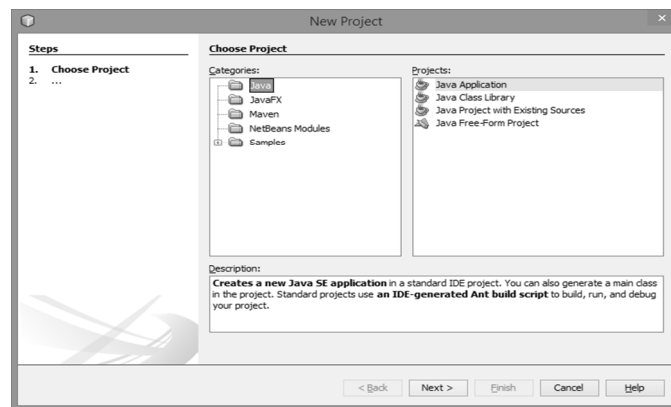 New Project
Steps
1. Choose Project
2. ...
Choose Project
Categories:
Java
JavaFX
Maven
NetBeans Modules
Samples
Projects:
Java Application
Java Class Library
Java Project with Existing Sources
Java Free-Form Project
Description:
Creates a new Java SE application in a standard IDE project. You can also generate a main class
in the project. Standard projects use an IDE-generated Ant build script to build, run, and debug
your project.
< Back
Next >
Finish
Cancel
Help